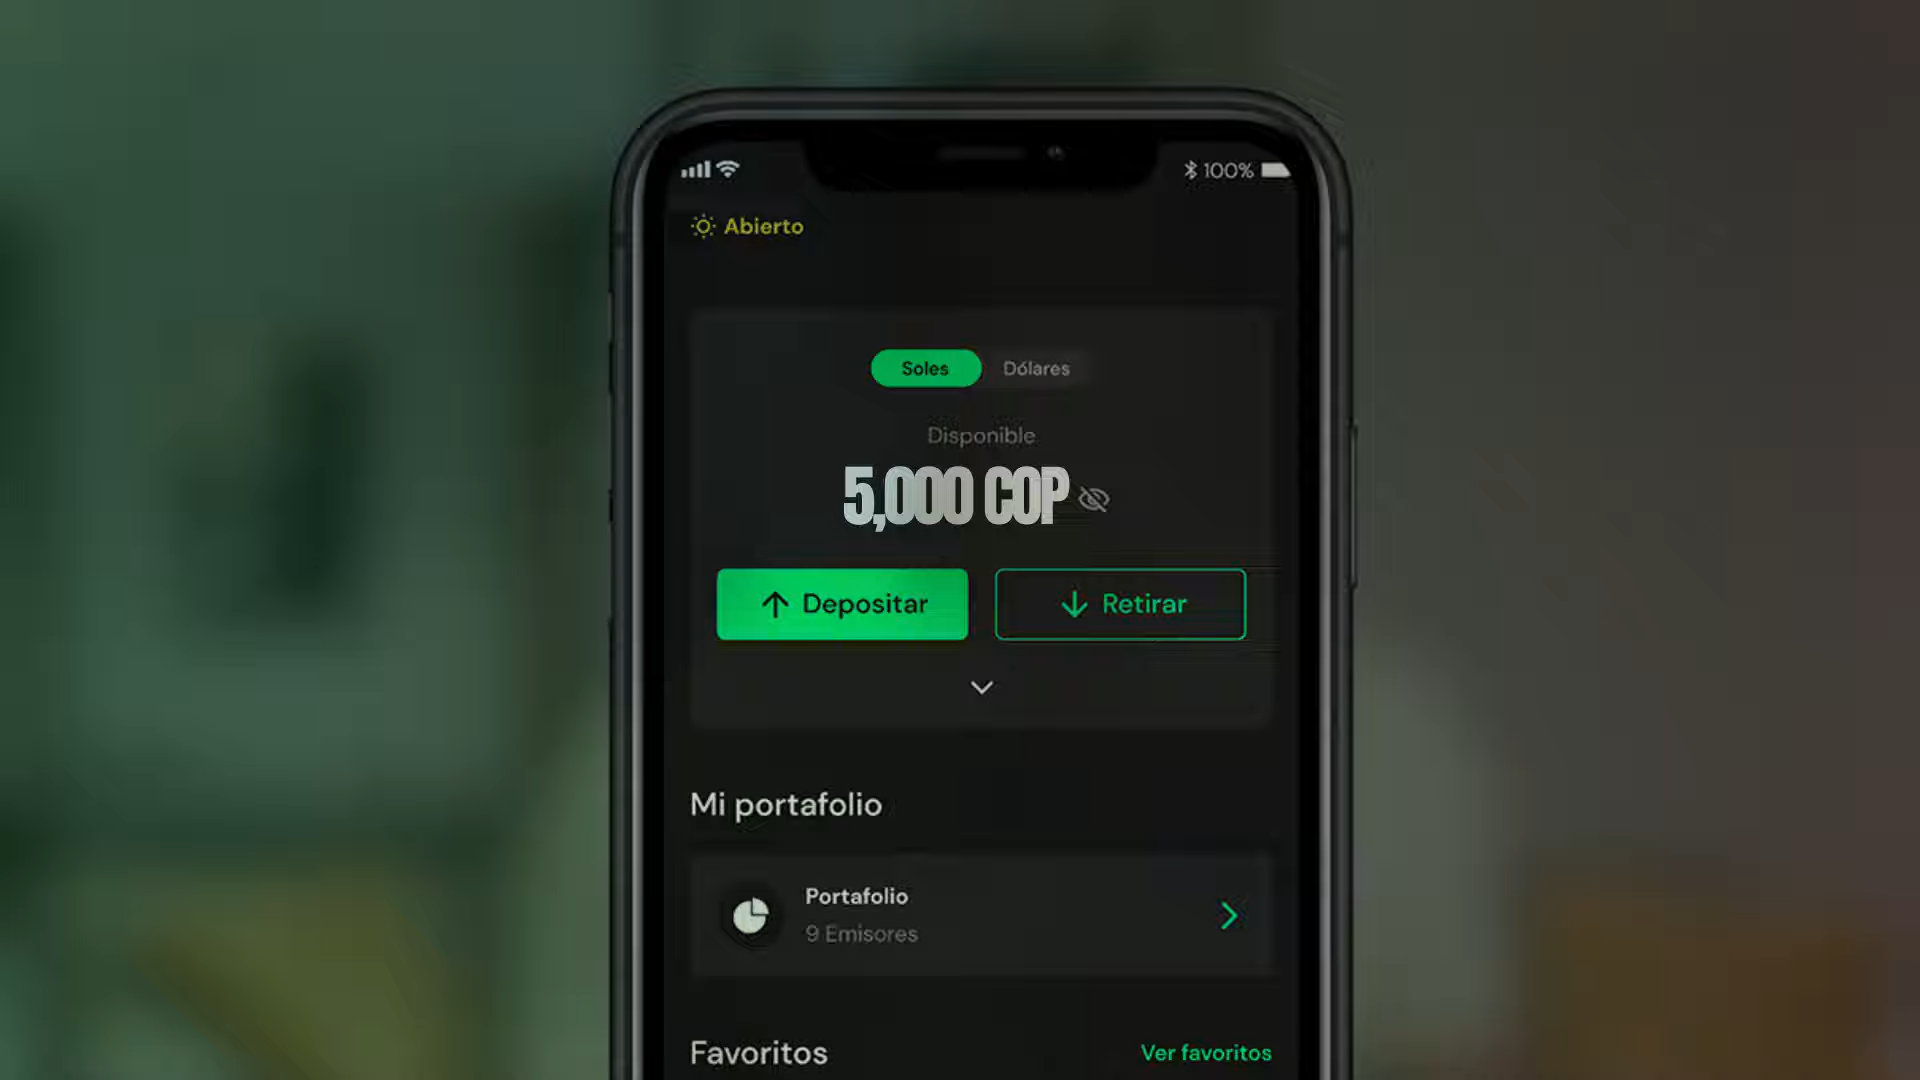 100%
Abierto
Soles Dólares
Disponible
5,000 COP
Depositar Retirar
Mi portafolio
Portafolio
9 Emisores
Favoritos Ver favoritos